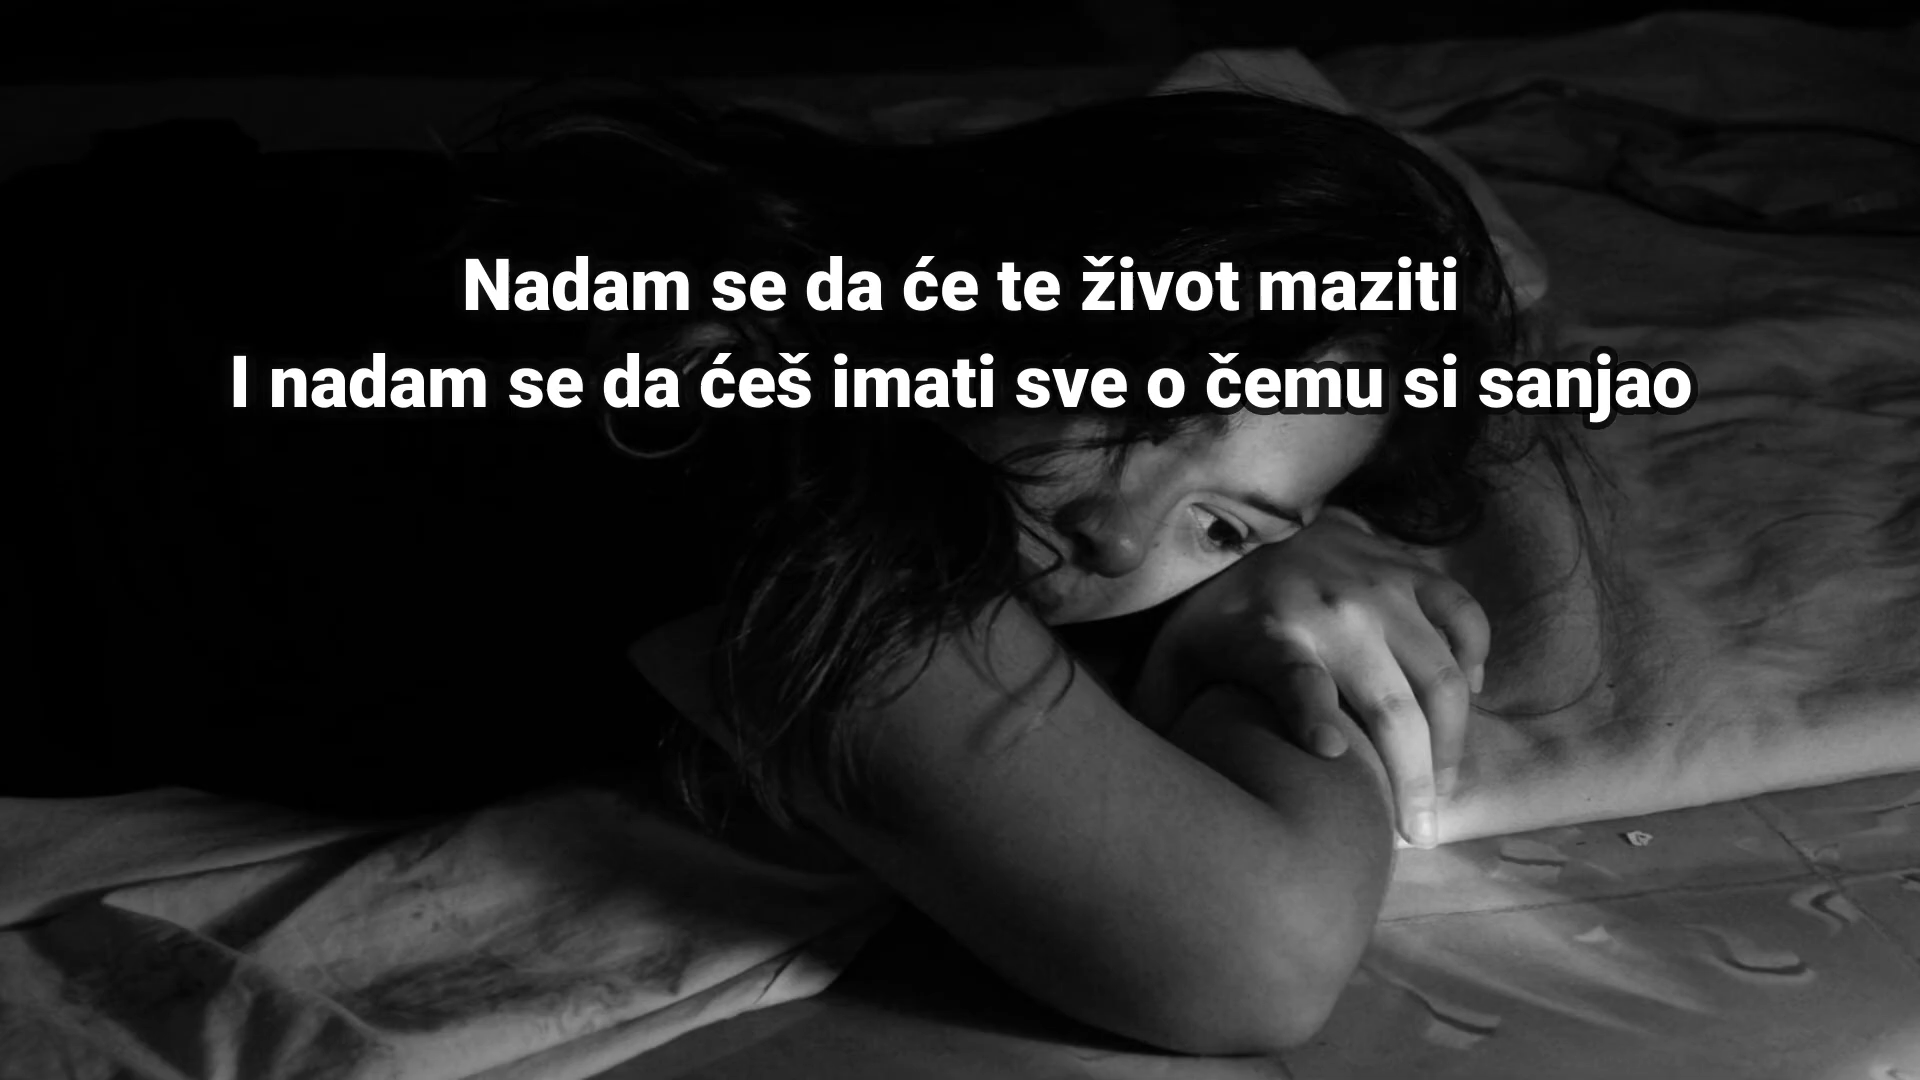 Nadam se da će te život maziti
I nadam se da ćeš imati sve o čemu si sanjao